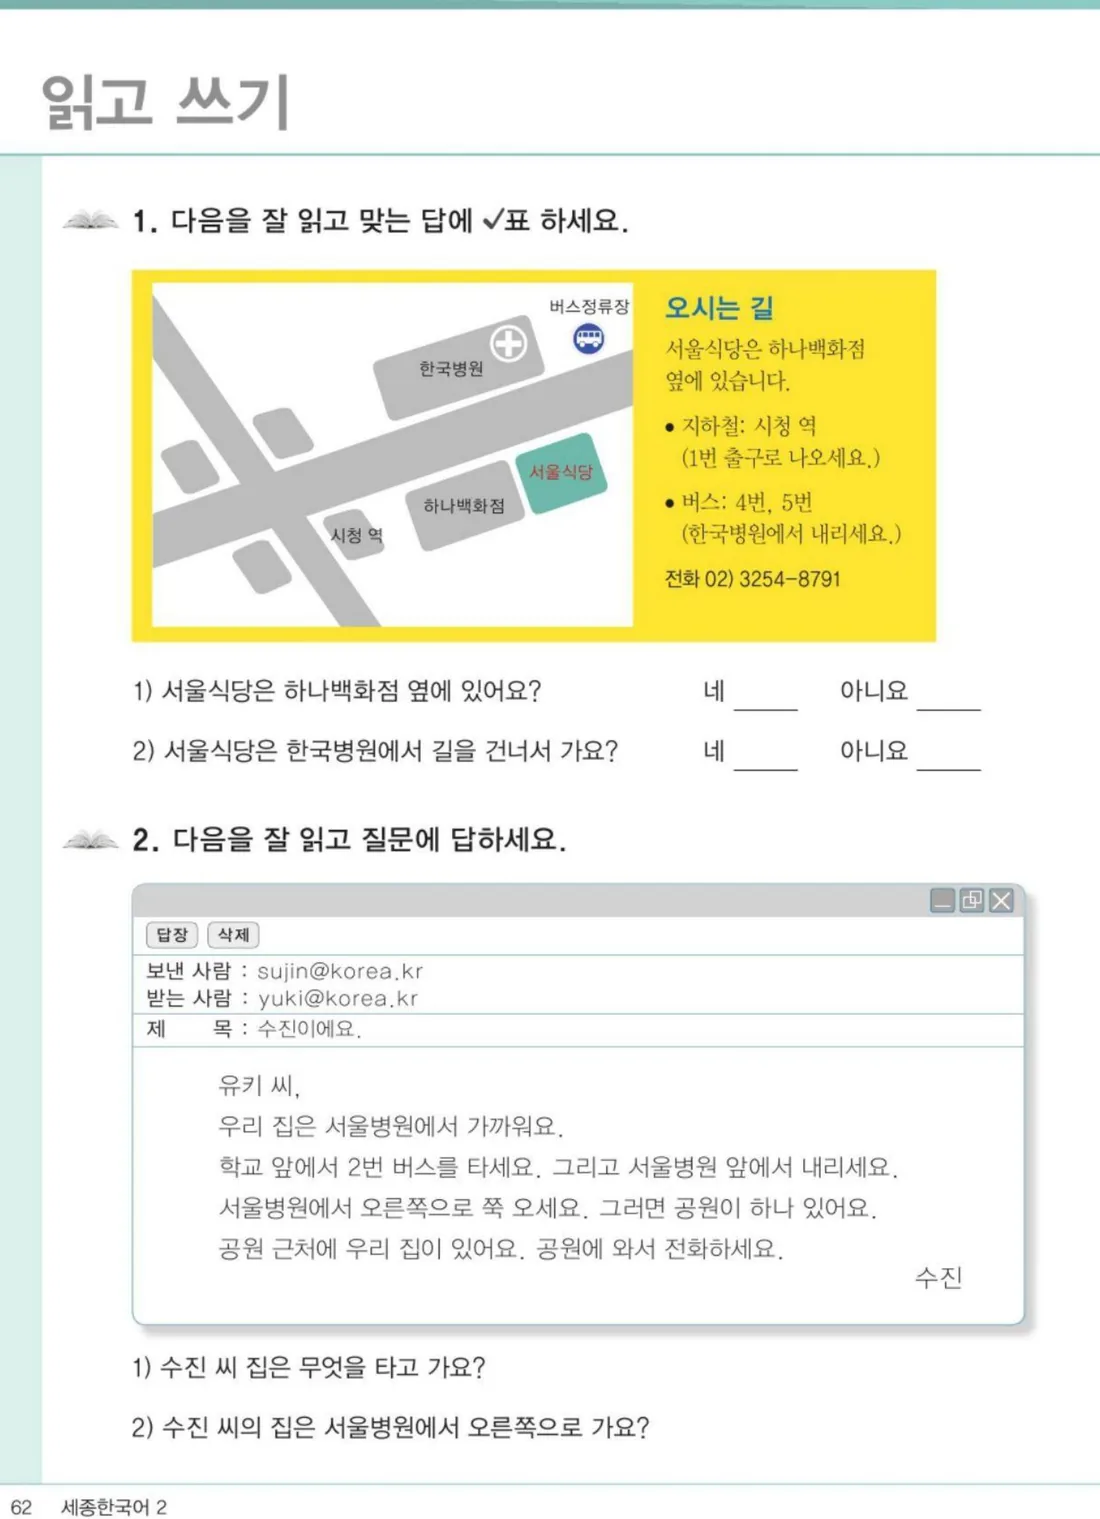 읽고 쓰기
1. 다음을 잘 읽고 맞는 답에 ✓표 하세요.
버스정류장
한국병원
서울식당
하나백화점
시청 역
오시는 길
서울식당은 하나백화점
옆에 있습니다.
• 지하철: 시청 역
(1번 출구로 나오세요.)
• 버스: 4번, 5번
(한국병원에서 내리세요.)
전화 02) 3254-8791
1) 서울식당은 하나백화점 옆에 있어요? 네 ____ 아니요 ____
2) 서울식당은 한국병원에서 길을 건너서 가요? 네 ____ 아니요 ____
2. 다음을 잘 읽고 질문에 답하세요.
답장 삭제
보낸 사람 : sujin@korea.kr
받는 사람 : yuki@korea.kr
제 목 : 수진이에요.
유키 씨,
우리 집은 서울병원에서 가까워요.
학교 앞에서 2번 버스를 타세요. 그리고 서울병원 앞에서 내리세요.
서울병원에서 오른쪽으로 쭉 오세요. 그러면 공원이 하나 있어요.
공원 근처에 우리 집이 있어요. 공원에 와서 전화하세요.
수진
1) 수진 씨 집은 무엇을 타고 가요?
2) 수진 씨의 집은 서울병원에서 오른쪽으로 가요?
62 세종한국어 2